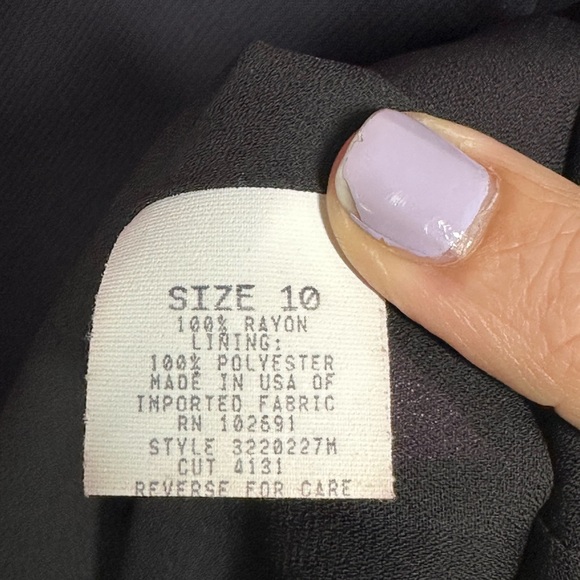 SIZE 10
100% RAYON
LINING:
100% POLYESTER
MADE IN USA OF
IMPORTED FABRIC
RN 102691
STYLE 3220227M
CUT 4131
REVERSE FOR CARE